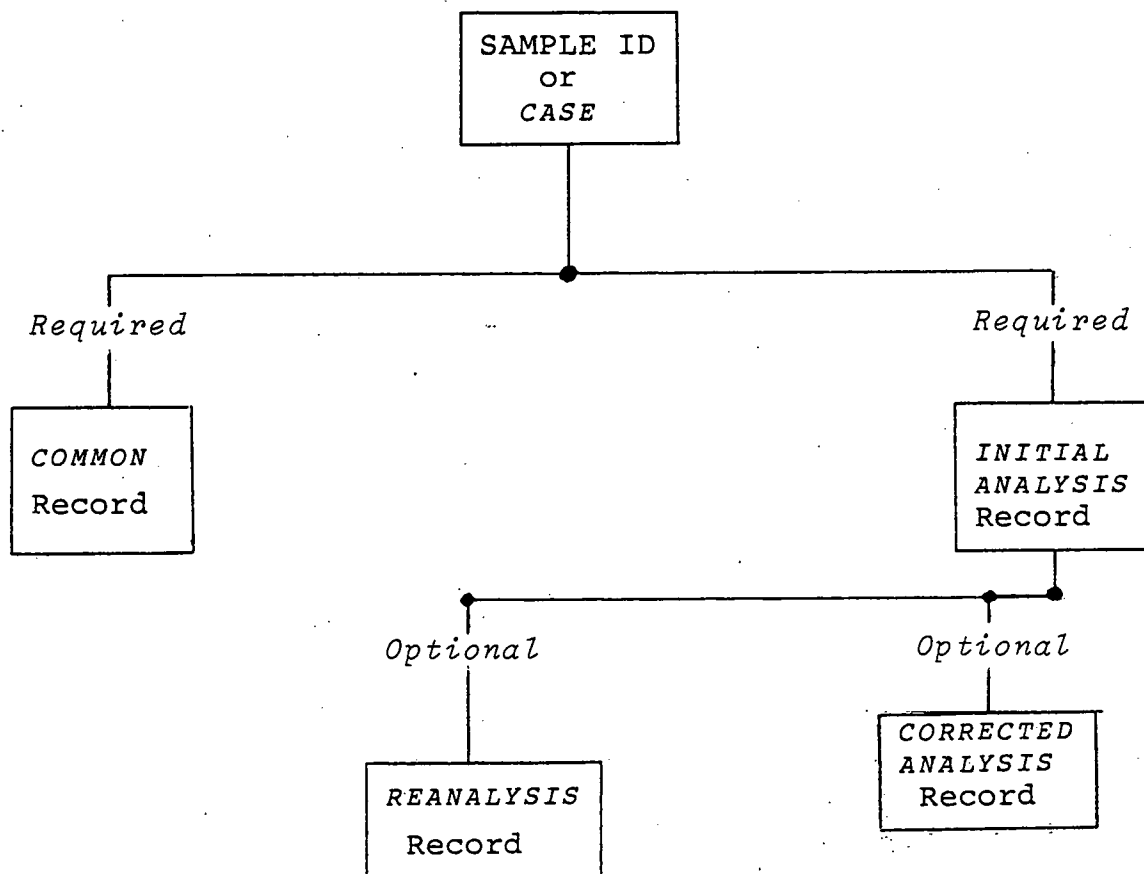 SAMPLE ID
or
CASE
Required
Required
COMMON
Record
INITIAL
ANALYSIS
Record
Optional
Optional
REANALYSIS
Record
CORRECTED
ANALYSIS
Record